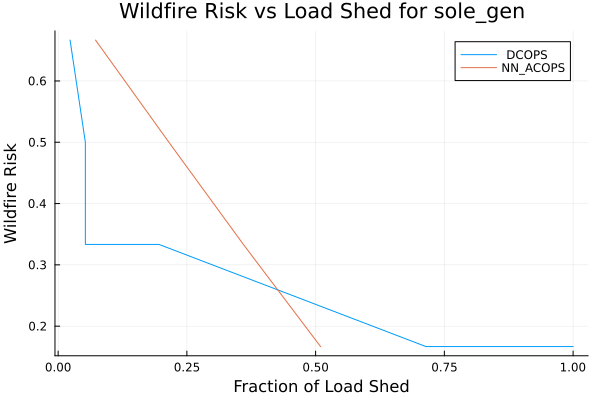 Wildfire Risk vs Load Shed for sole_gen
DCOPS
NN_ACOPS
Wildfire Risk
0.6
0.5
0.4
0.3
0.2
0.00 0.25 0.50 0.75 1.00
Fraction of Load Shed